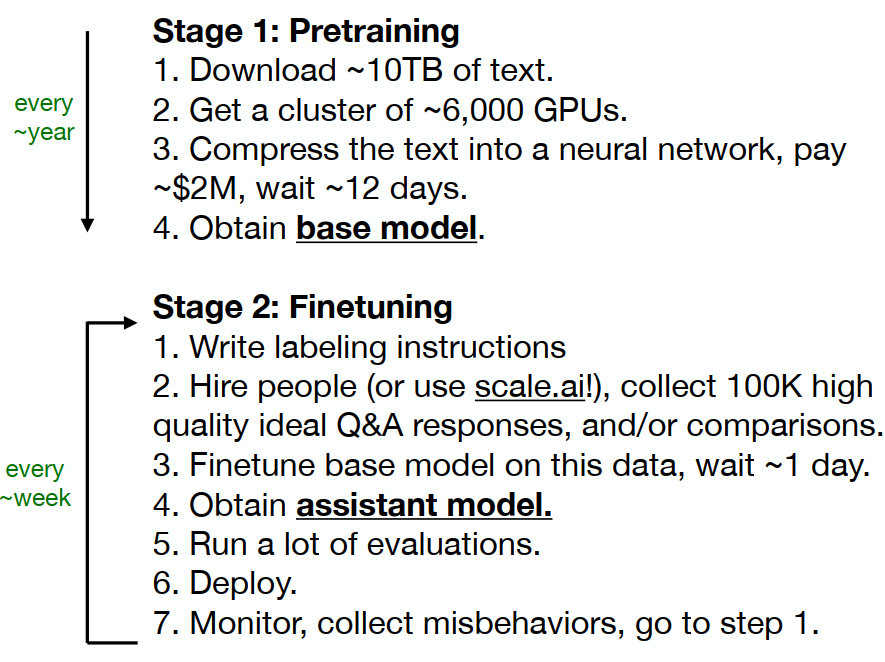 Stage 1: Pretraining
1. Download ~10TB of text.
every
~year
2. Get a cluster of ~6,000 GPUs.
3. Compress the text into a neural network, pay
~$2M, wait ~12 days.
4. Obtain base model.
Stage 2: Finetuning
1. Write labeling instructions
2. Hire people (or use scale.ai!), collect 100K high
quality ideal Q&A responses, and/or comparisons.
every
~week
3. Finetune base model on this data, wait ~1 day.
4. Obtain assistant model.
5. Run a lot of evaluations.
6. Deploy.
7. Monitor, collect misbehaviors, go to step 1.